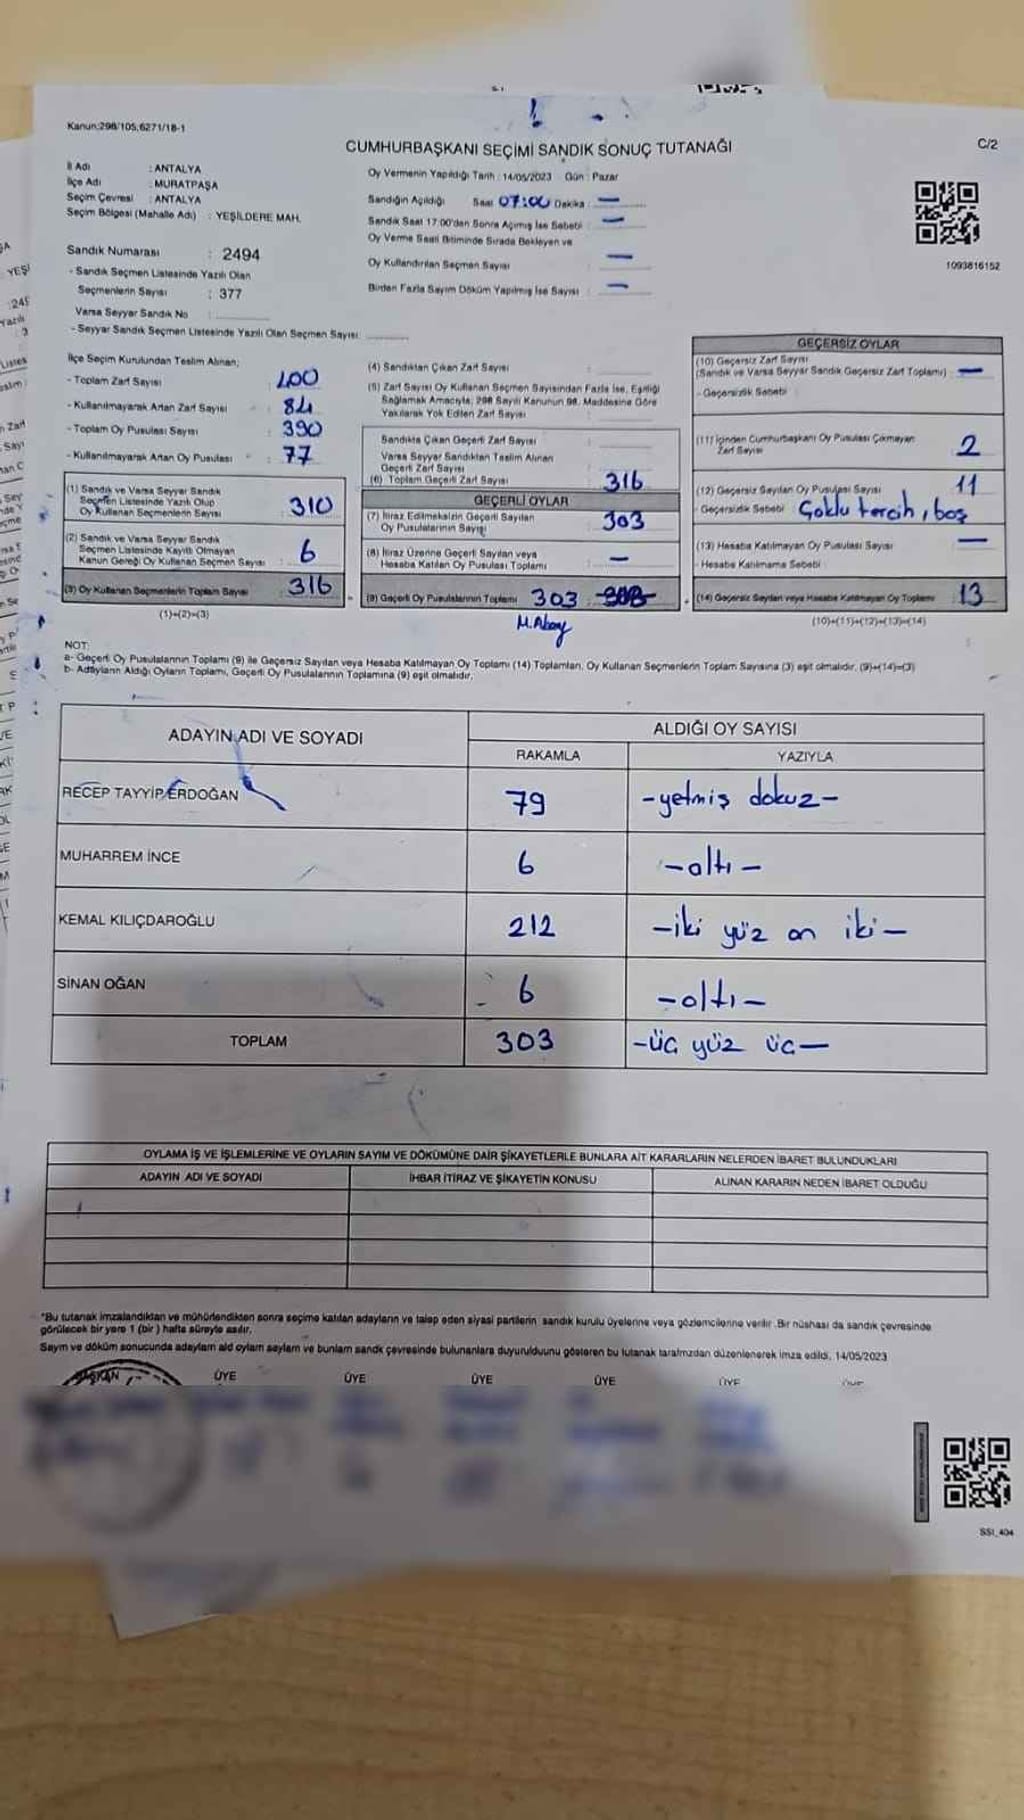 Kanun:298/105;6271/18-1
CUMHURBAŞKANI SEÇİMİ SANDIK SONUÇ TUTANAĞI
C/2
İl Adı : ANTALYA
İlçe Adı : MURATPAŞA
Seçim Çevresi : ANTALYA
Seçim Bölgesi (Mahalle Adı) : YEŞİLDERE MAH.
Sandık Numarası : 2494
- Sandık Seçmen Listesinde Yazılı Olan
Seçmenlerin Sayısı : 377
Varsa Seyyar Sandık No :
- Seyyar Sandık Seçmen Listesinde Yazılı Olan Seçmen Sayısı:
Oy Vermenin Yapıldığı Tarih : 14/05/2023 Gün : Pazar
Sandığın Açıldığı Saat 07:00 Dakika : —
Sandık Saat 17:00'den Sonra Açılmış İse Sebebi : —
Oy Verme Saati Bitiminde Sırada Bekleyen ve
Oy Kullandırılan Seçmen Sayısı : —
Birden Fazla Sayım Döküm Yapılmış İse Sayısı : —
1093816152
İlçe Seçim Kurulundan Teslim Alınan;
- Toplam Zarf Sayısı : 400
- Kullanılmayarak Artan Zarf Sayısı : 84
- Toplam Oy Pusulası Sayısı : 390
- Kullanılmayarak Artan Oy Pusulası : 77
(1) Sandık ve Varsa Seyyar Sandık
Seçmen Listesinde Yazılı Olup
Oy Kullanan Seçmenlerin Sayısı 310
(2) Sandık ve Varsa Seyyar Sandık
Seçmen Listesinde Kayıtlı Olmayan
Kanun Gereği Oy Kullanan Seçmen Sayısı 6
(3) Oy Kullanan Seçmenlerin Toplam Sayısı 316
(1)+(2)=(3)
(4) Sandıktan Çıkan Zarf Sayısı :
(5) Zarf Sayısı Oy Kullanan Seçmen Sayısından Fazla İse, Eşitliği
Sağlamak Amacıyla, 298 Sayılı Kanunun 98. Maddesine Göre
Yakılarak Yok Edilen Zarf Sayısı :
Sandıkta Çıkan Geçerli Zarf Sayısı
Varsa Seyyar Sandıktan Teslim Alınan
Geçerli Zarf Sayısı
(6) Toplam Geçerli Zarf Sayısı 316
GEÇERLİ OYLAR
(7) İtiraz Edilmeksizin Geçerli Sayılan
Oy Pusulalarının Sayısı 303
(8) İtiraz Üzerine Geçerli Sayılan veya
Hesaba Katılan Oy Pusulası Toplamı —
(9) Geçerli Oy Pusulalarının Toplamı 303
GEÇERSİZ OYLAR
(10) Geçersiz Zarf Sayısı
(Sandık ve Varsa Seyyar Sandık Geçersiz Zarf Toplamı) : —
- Geçersizlik Sebebi :
(11) İçinden Cumhurbaşkanı Oy Pusulası Çıkmayan
Zarf Sayısı 2
(12) Geçersiz Sayılan Oy Pusulası Sayısı : 11
- Geçersizlik Sebebi : Çoklu tercih, boş
(13) Hesaba Katılmayan Oy Pusulası Sayısı : —
- Hesaba Katılmama Sebebi :
(14) Geçersiz Sayılan veya Hesaba Katılmayan Oy Toplamı 13
(10)+(11)+(12)+(13)=(14)
NOT:
a- Geçerli Oy Pusulalarının Toplamı (9) ile Geçersiz Sayılan veya Hesaba Katılmayan Oy Toplamı (14) Toplamları, Oy Kullanan Seçmenlerin Toplam Sayısına (3) eşit olmalıdır. (9)+(14)=(3)
b- Adayların Aldığı Oyların Toplamı, Geçerli Oy Pusulalarının Toplamına (9) eşit olmalıdır.
ADAYIN ADI VE SOYADI
ALDIĞI OY SAYISI
RAKAMLA YAZIYLA
RECEP TAYYİP ERDOĞAN 79 -yetmiş dokuz-
MUHARREM İNCE 6 -altı-
KEMAL KILIÇDAROĞLU 212 -iki yüz on iki-
SİNAN OĞAN 6 -altı-
TOPLAM 303 -üç yüz üç-
OYLAMA İŞ VE İŞLEMLERİNE VE OYLARIN SAYIM VE DÖKÜMÜNE DAİR ŞİKAYETLERLE BUNLARA AİT KARARLARIN NELERDEN İBARET BULUNDUKLARI
ADAYIN ADI VE SOYADI İHBAR İTİRAZ VE ŞİKAYETİN KONUSU ALINAN KARARIN NEDEN İBARET OLDUĞU
*Bu tutanak imzalandıktan ve mühürlendikten sonra seçime katılan adayların ve talep eden siyasi partilerin sandık kurulu üyelerine veya gözlemcilerine verilir. Bir nüshası da sandık çevresinde
görülecek bir yere 1 (bir) hafta süreyle asılır.
Sayım ve döküm sonucunda adayların ald oyların sayıları ve bunların sandk çevresinde bulunanlara duyurulduunu gösteren bu tutanak tarafmzdan düzenlenerek imza edildi. 14/05/2023
BAŞKAN ÜYE ÜYE ÜYE ÜYE ÜYE
SSI_404